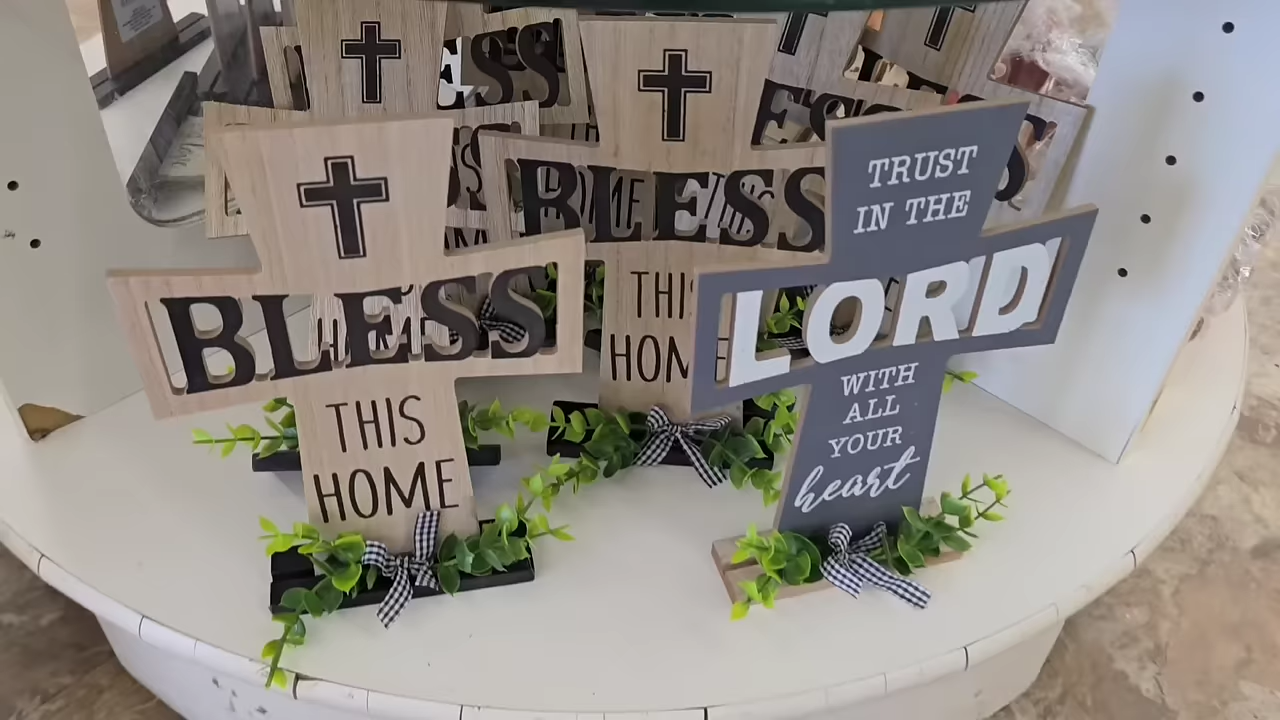 BLESS
THIS
HOME
BLESS
THIS
HOME
TRUST
IN THE
LORD
WITH
ALL
YOUR
heart